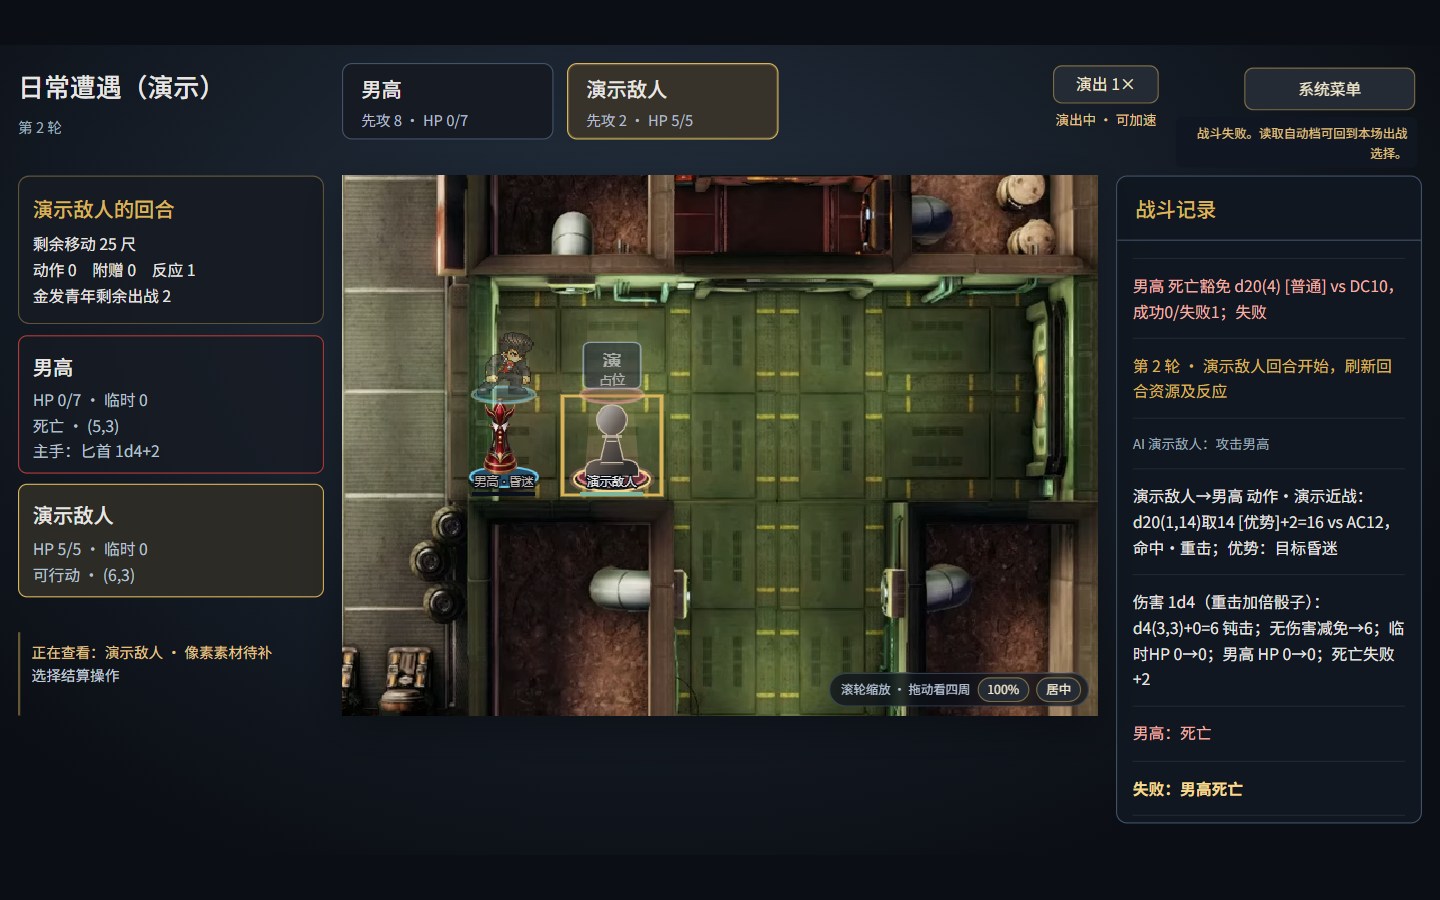 日常遭遇（演示）
第 2 轮
男高
先攻 8 · HP 0/7
演示敌人
先攻 2 · HP 5/5
演出 1×
演出中 · 可加速
系统菜单
战斗失败。读取自动档可回到本场出战
选择。
演示敌人的回合
剩余移动 25 尺
动作 0 附赠 0 反应 1
金发青年剩余出战 2
男高
HP 0/7 · 临时 0
死亡 · (5,3)
主手：匕首 1d4+2
演示敌人
HP 5/5 · 临时 0
可行动 · (6,3)
正在查看：演示敌人 · 像素素材待补
选择结算操作
演
占位
男高·昏迷
演示敌人
滚轮缩放 · 拖动看四周 100% 居中
战斗记录
男高 死亡豁免 d20(4) [普通] vs DC10，
成功0/失败1；失败
第 2 轮 · 演示敌人回合开始，刷新回
合资源及反应
AI 演示敌人：攻击男高
演示敌人→男高 动作·演示近战：
d20(1,14)取14 [优势]+2=16 vs AC12，
命中·重击；优势：目标昏迷
伤害 1d4（重击加倍骰子）：
d4(3,3)+0=6 钝击；无伤害减免→6；临
时HP 0→0；男高 HP 0→0；死亡失败
+2
男高：死亡
失败：男高死亡